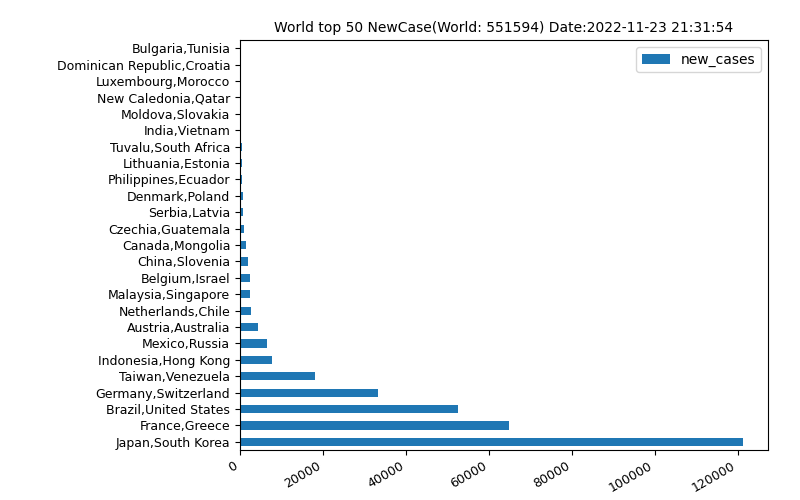 World top 50 NewCase(World: 551594) Date:2022-11-23 21:31:54
new_cases
Bulgaria,Tunisia
Dominican Republic,Croatia
Luxembourg,Morocco
New Caledonia,Qatar
Moldova,Slovakia
India,Vietnam
Tuvalu,South Africa
Lithuania,Estonia
Philippines,Ecuador
Denmark,Poland
Serbia,Latvia
Czechia,Guatemala
Canada,Mongolia
China,Slovenia
Belgium,Israel
Malaysia,Singapore
Netherlands,Chile
Austria,Australia
Mexico,Russia
Indonesia,Hong Kong
Taiwan,Venezuela
Germany,Switzerland
Brazil,United States
France,Greece
Japan,South Korea
0 20000 40000 60000 80000 100000 120000